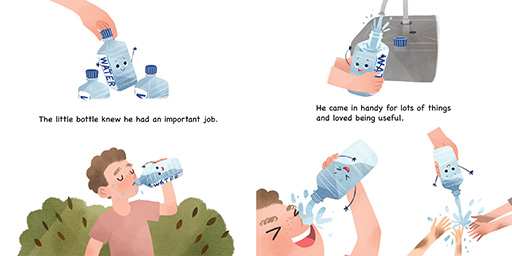 WATER
The little bottle knew he had an important job.
WATER
WATER
He came in handy for lots of things
and loved being useful.